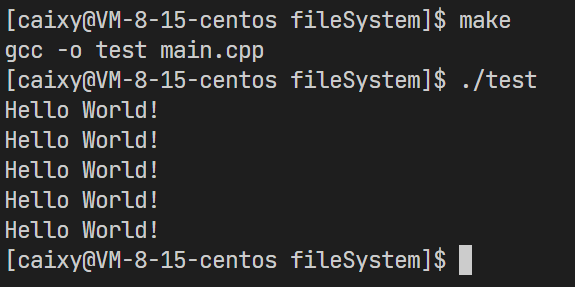 [caixy@VM-8-15-centos fileSystem]$ make
gcc -o test main.cpp
[caixy@VM-8-15-centos fileSystem]$ ./test
Hello World!
Hello World!
Hello World!
Hello World!
Hello World!
[caixy@VM-8-15-centos fileSystem]$